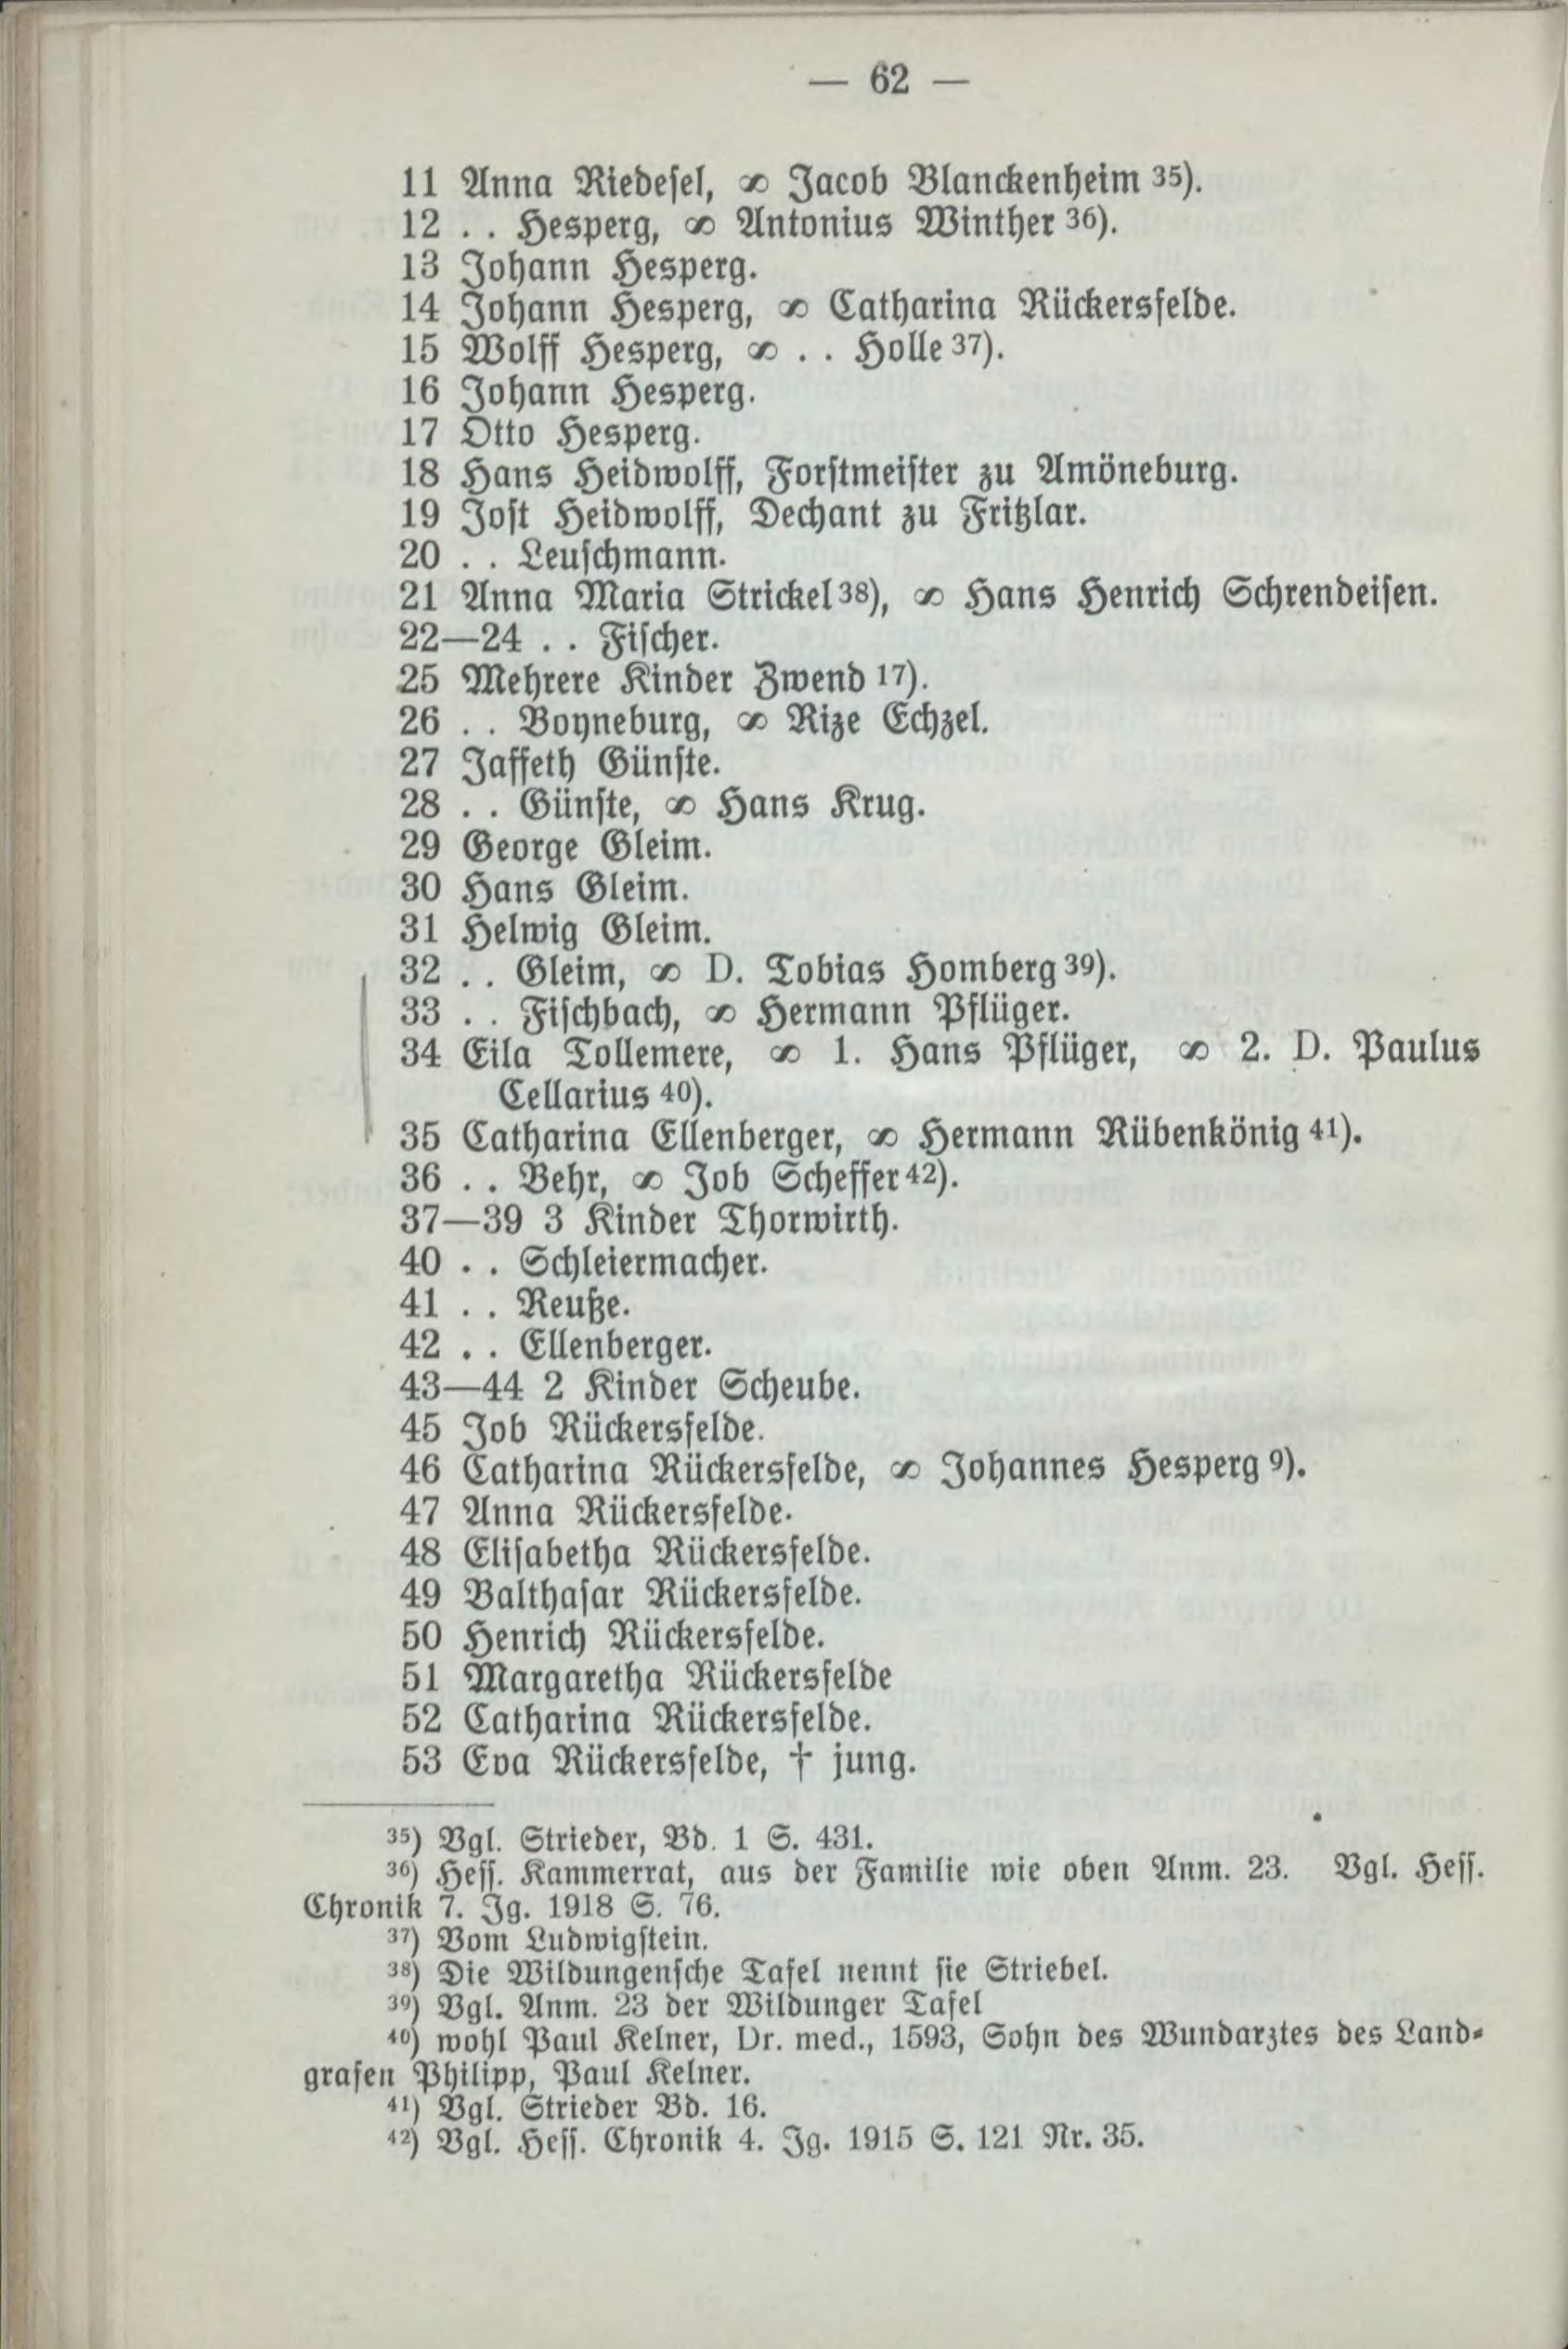 — 62 —
11 Anna Riedesel, ∞ Jacob Blanckenheim 35).
12 . . Hesperg, ∞ Antonius Winther 36).
13 Johann Hesperg.
14 Johann Hesperg, ∞ Catharina Rückersfelde.
15 Wolff Hesperg, ∞ . . Holle 37).
16 Johann Hesperg.
17 Otto Hesperg.
18 Hans Heidwolff, Forstmeister zu Amöneburg.
19 Jost Heidwolff, Dechant zu Fritzlar.
20 . . Leuschmann.
21 Anna Maria Strickel 38), ∞ Hans Henrich Schrendeisen.
22—24 . . Fischer.
25 Mehrere Kinder Zwend 17).
26 . . Boyneburg, ∞ Rize Echzel.
27 Jaffeth Günste.
28 . . Günste, ∞ Hans Krug.
29 George Gleim.
30 Hans Gleim.
31 Helwig Gleim.
32 . . Gleim, ∞ D. Tobias Homberg 39).
33 . . Fischbach, ∞ Hermann Pflüger.
34 Eila Tollemere, ∞ 1. Hans Pflüger, ∞ 2. D. Paulus
Cellarius 40).
35 Catharina Ellenberger, ∞ Hermann Rübenkönig 41).
36 . . Behr, ∞ Job Scheffer 42).
37—39 3 Kinder Thorwirth.
40 . . Schleiermacher.
41 . . Reuße.
42 . . Ellenberger.
43—44 2 Kinder Scheube.
45 Job Rückersfelde.
46 Catharina Rückersfelde, ∞ Johannes Hesperg 9).
47 Anna Rückersfelde.
48 Elisabetha Rückersfelde.
49 Balthasar Rückersfelde.
50 Henrich Rückersfelde.
51 Margaretha Rückersfelde
52 Catharina Rückersfelde.
53 Eva Rückersfelde, † jung.
35) Vgl. Strieder, Bd. 1 S. 431.
36) Hess. Kammerrat, aus der Familie wie oben Anm. 23. Vgl. Hess.
Chronik 7. Jg. 1918 S. 76.
37) Vom Ludwigstein.
38) Die Wildungensche Tafel nennt sie Striebel.
39) Vgl. Anm. 23 der Wildunger Tafel
40) wohl Paul Kelner, Dr. med., 1593, Sohn des Wundarztes des Land-
grafen Philipp, Paul Kelner.
41) Vgl. Strieder Bd. 16.
42) Vgl. Hess. Chronik 4. Jg. 1915 S. 121 Nr. 35.